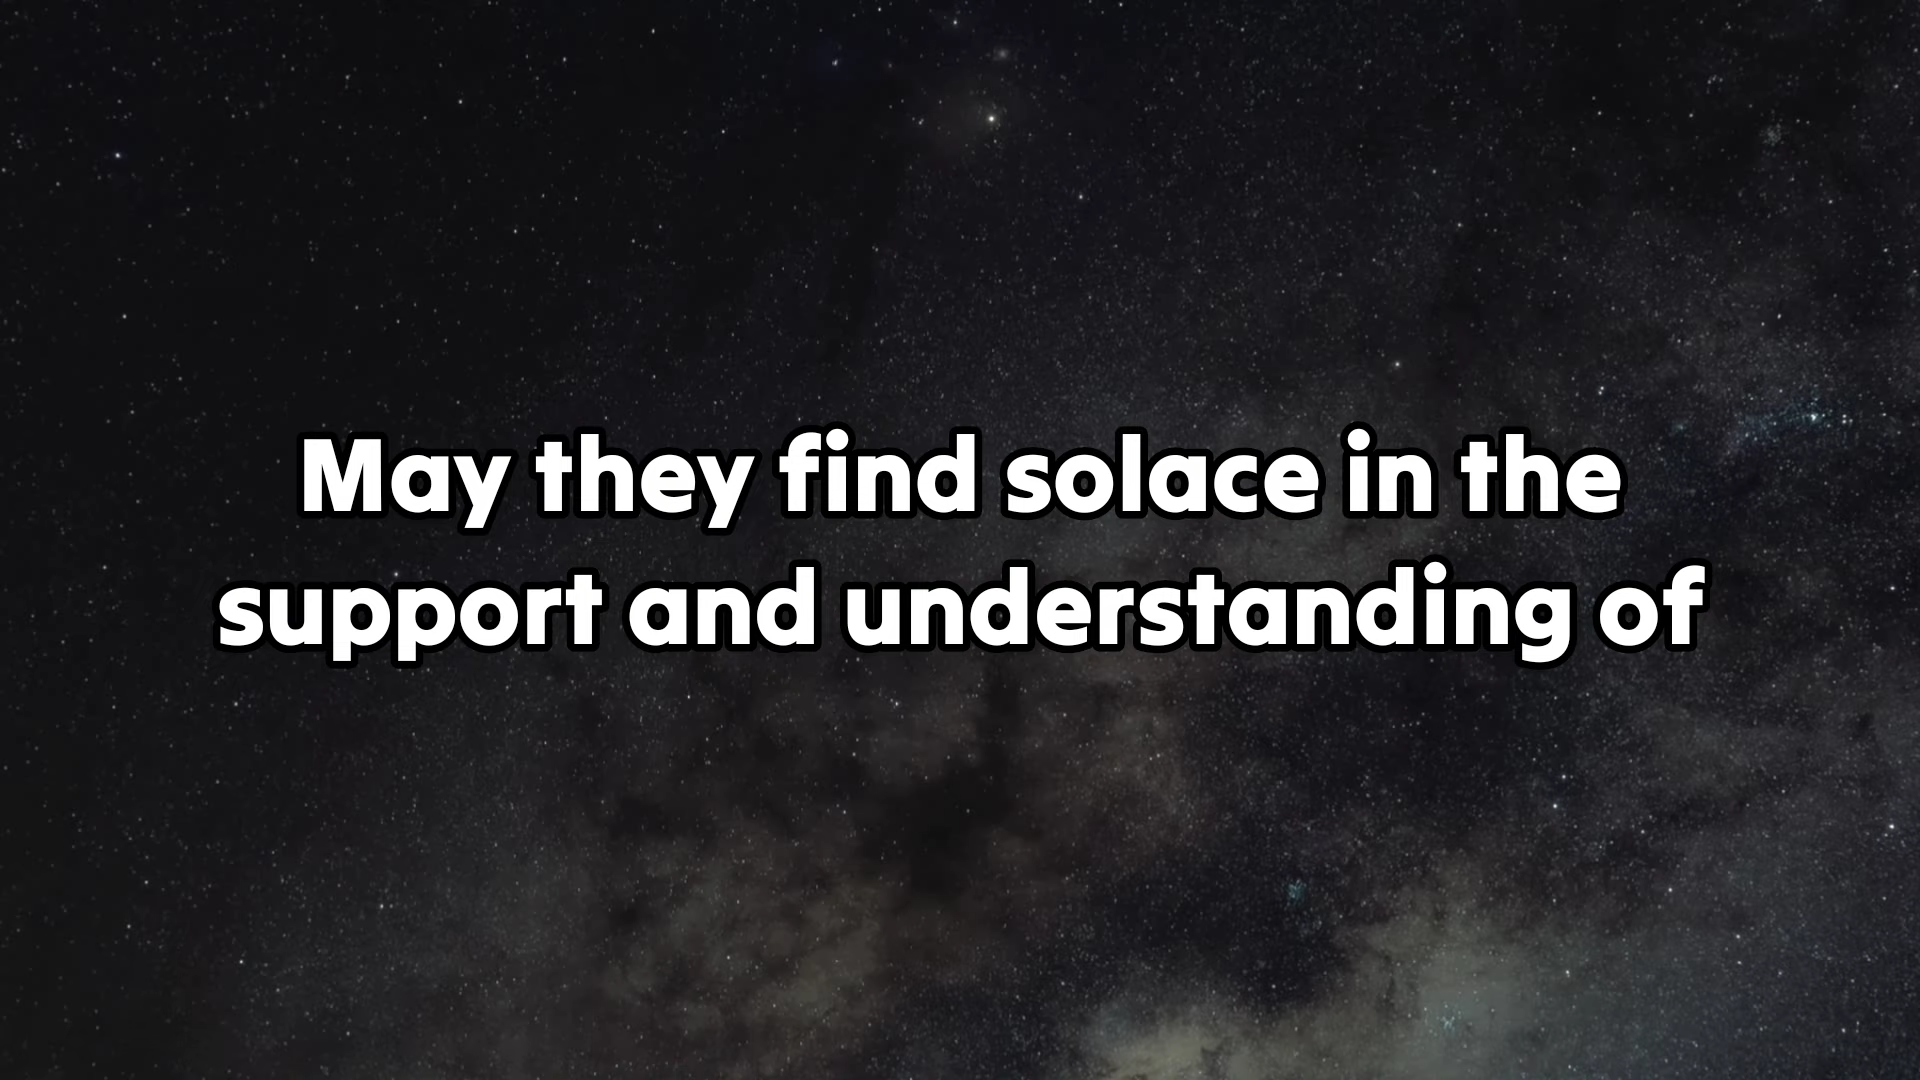 May they find solace in the
support and understanding of